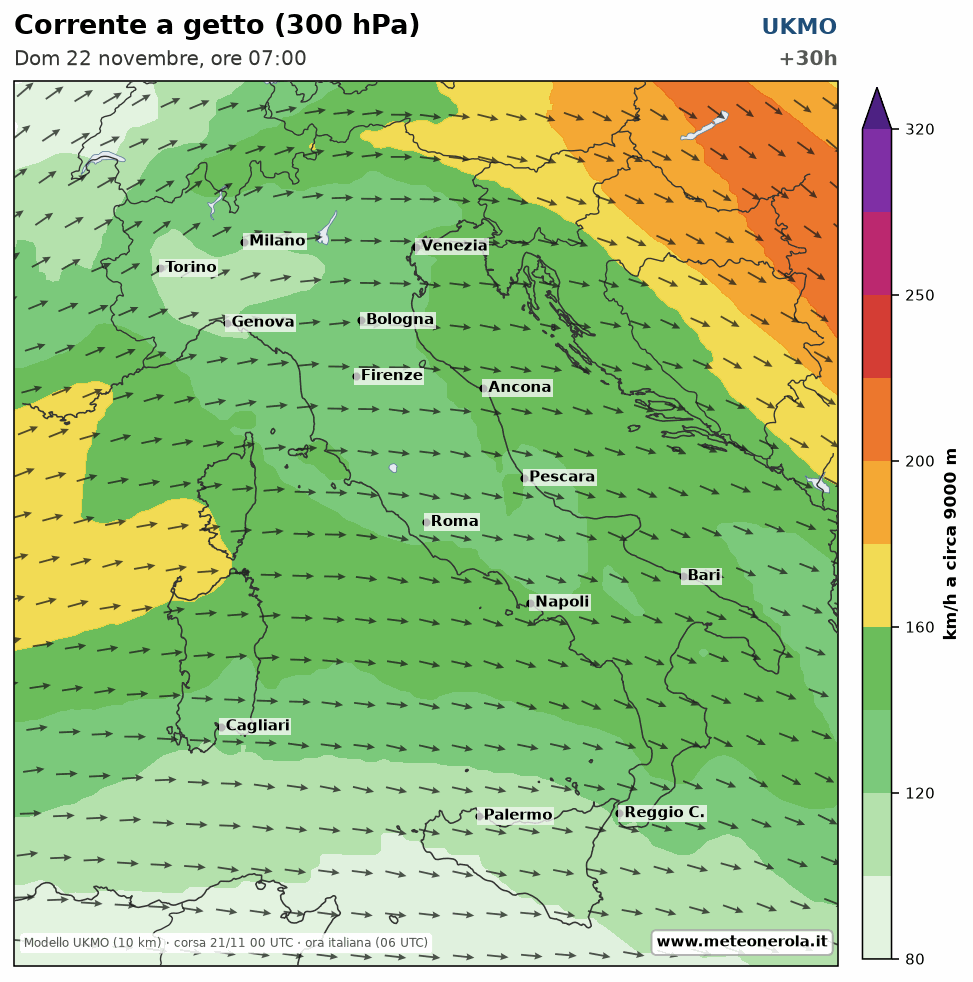 Corrente a getto (300 hPa)
UKMO
Dom 22 novembre, ore 07:00
+30h
Milano
Venezia
Torino
Genova
Bologna
Firenze
Ancona
Pescara
Roma
Bari
Napoli
Cagliari
Palermo
Reggio C.
320
250
200
160
120
80
km/h a circa 9000 m
Modello UKMO (10 km) · corsa 21/11 00 UTC · ora italiana (06 UTC)
www.meteonerola.it